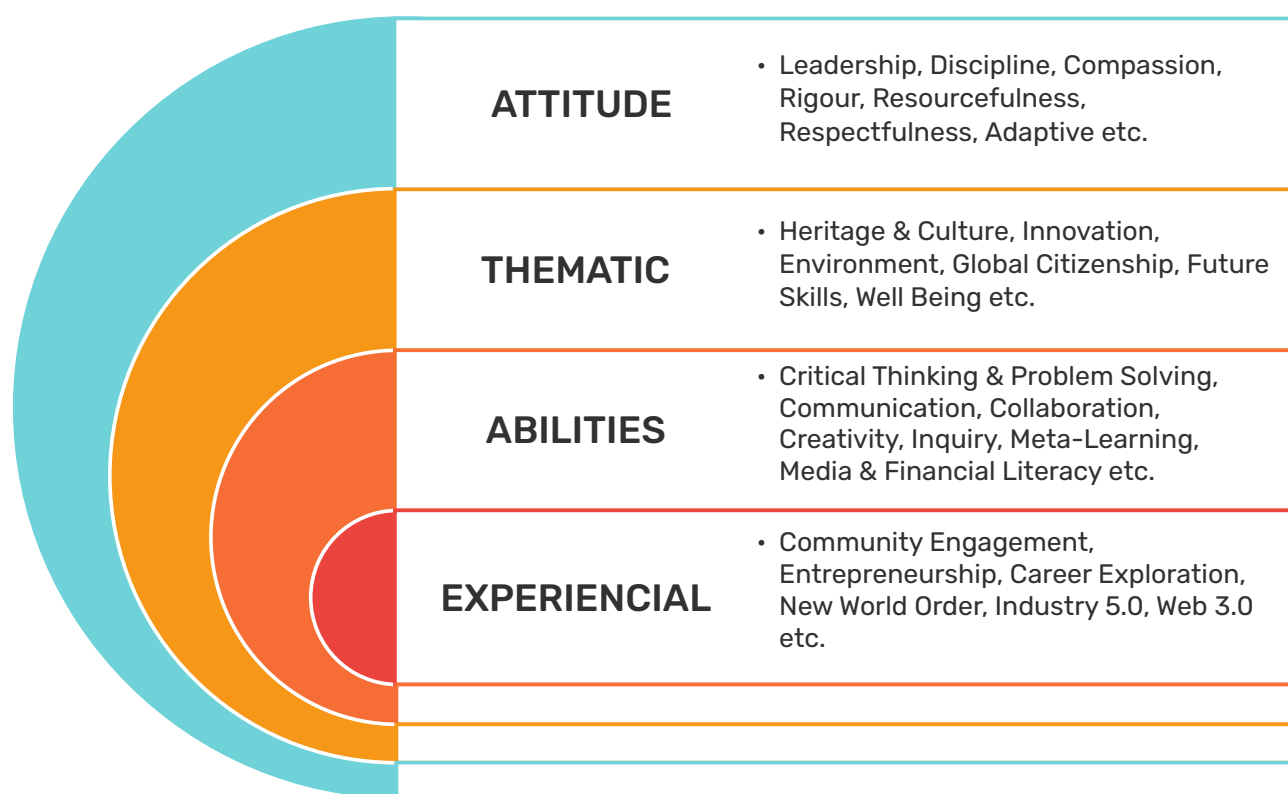 ATTITUDE
• Leadership, Discipline, Compassion,
Rigour, Resourcefulness,
Respectfulness, Adaptive etc.
THEMATIC
• Heritage & Culture, Innovation,
Environment, Global Citizenship, Future
Skills, Well Being etc.
ABILITIES
• Critical Thinking & Problem Solving,
Communication, Collaboration,
Creativity, Inquiry, Meta-Learning,
Media & Financial Literacy etc.
EXPERIENCIAL
• Community Engagement,
Entrepreneurship, Career Exploration,
New World Order, Industry 5.0, Web 3.0
etc.